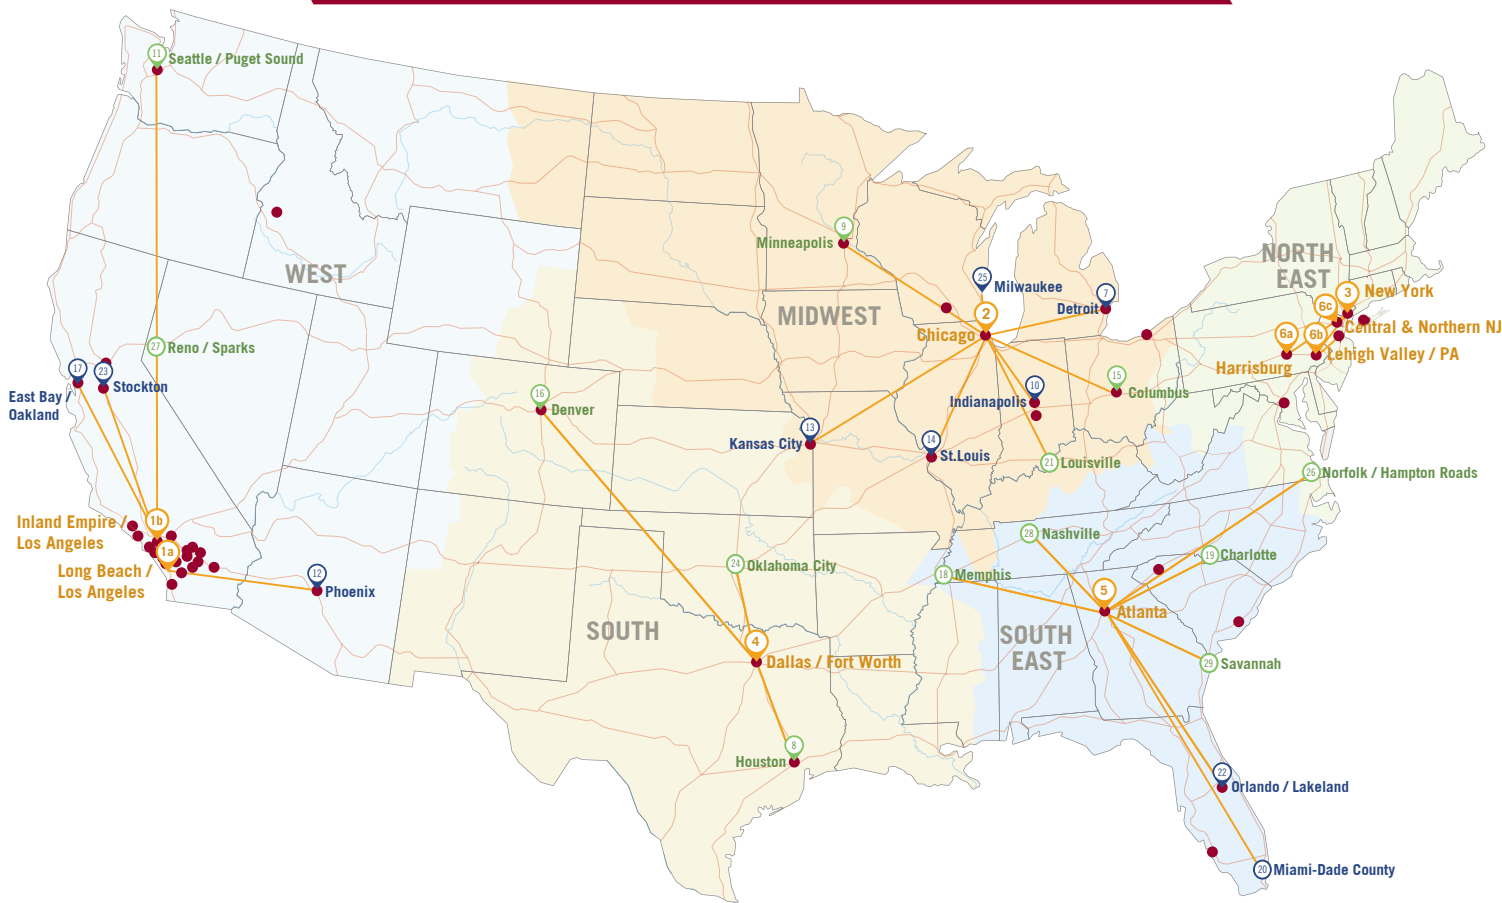 11
Seattle / Puget Sound
WEST
27
Reno / Sparks
17
23
Stockton
East Bay /
Oakland
1b
Inland Empire /
Los Angeles
1a
Long Beach /
Los Angeles
12
Phoenix
16
Denver
9
Minneapolis
MIDWEST
25
Milwaukee
7
Detroit
2
Chicago
15
Columbus
10
Indianapolis
13
Kansas City
14
St.Louis
21
Louisville
NORTH
EAST
3
New York
6c
Central & Northern NJ
6a
6b
Lehigh Valley / PA
Harrisburg
26
Norfolk / Hampton Roads
28
Nashville
19
Charlotte
24
Oklahoma City
18
Memphis
5
Atlanta
SOUTH
SOUTH
EAST
4
Dallas / Fort Worth
29
Savannah
8
Houston
22
Orlando / Lakeland
20
Miami-Dade County